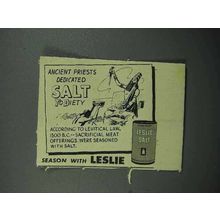 ANCIENT PRIESTS
DEDICATED
SALT
TO DIETY
ACCORDING TO LEVITICAL LAW,
1500 B.C.—SACRIFICIAL MEAT
OFFERINGS WERE SEASONED
WITH SALT.
LESLIE
SALT
SEASON WITH LESLIE